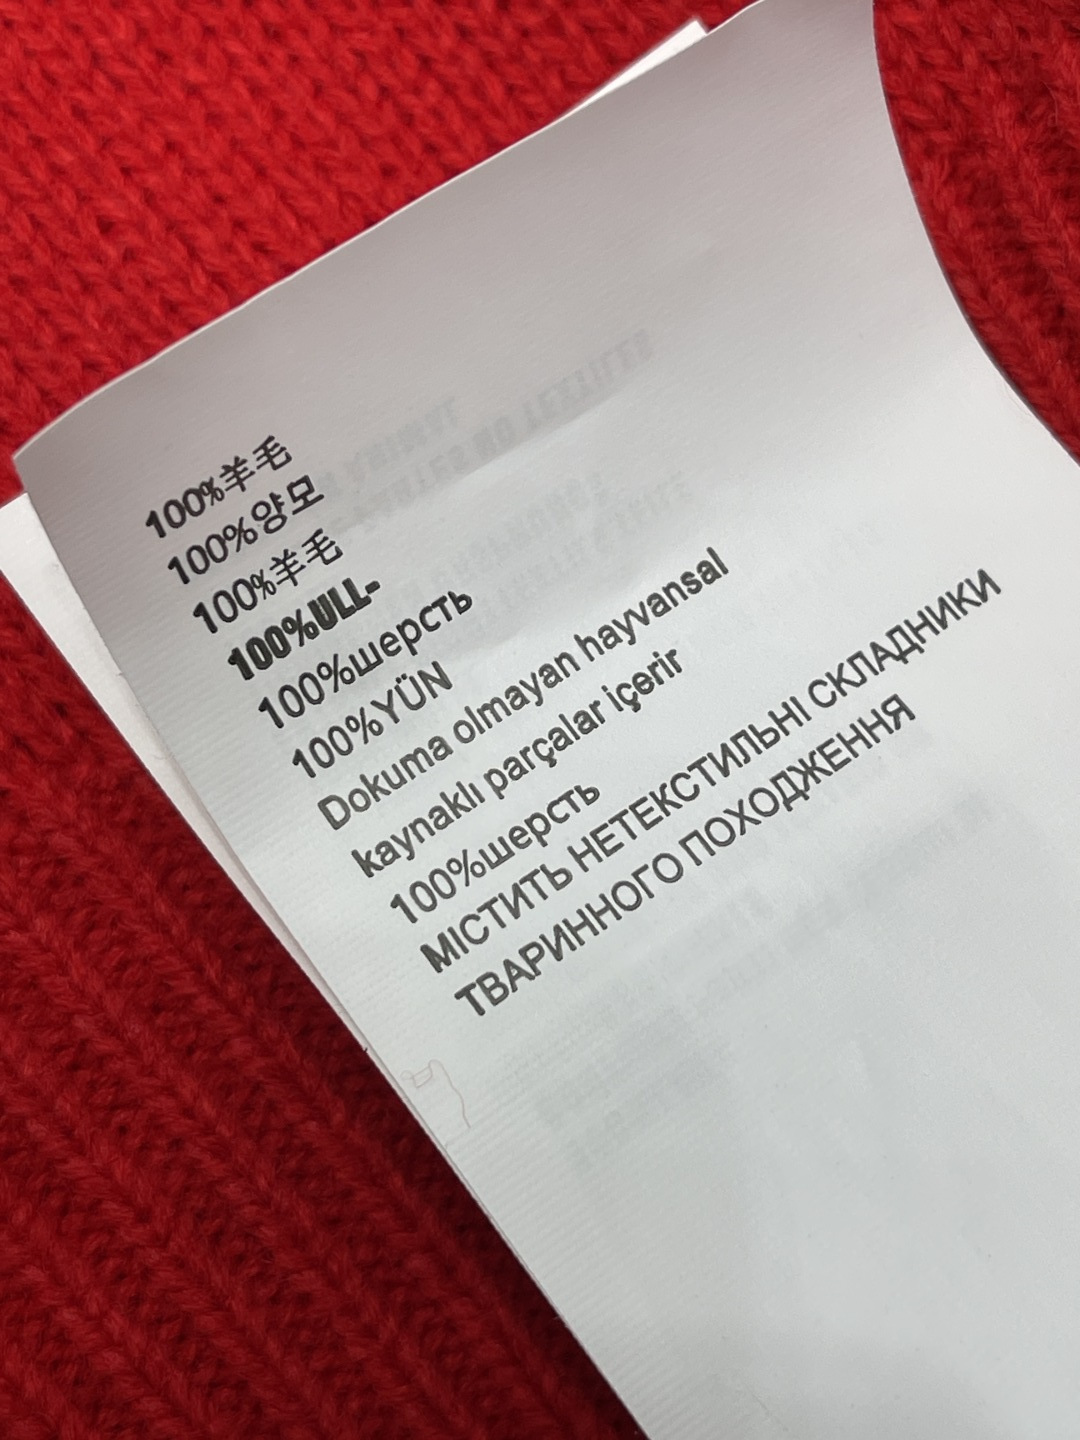 100%羊毛
100%양모
100%羊毛
100%ULL-
100%шерсть
100%YÜN
Dokuma olmayan hayvansal
kaynaklı parçalar içerir
100%шерсть
МІСТИТЬ НЕТЕКСТИЛЬНІ СКЛАДНИКИ
ТВАРИННОГО ПОХОДЖЕННЯ